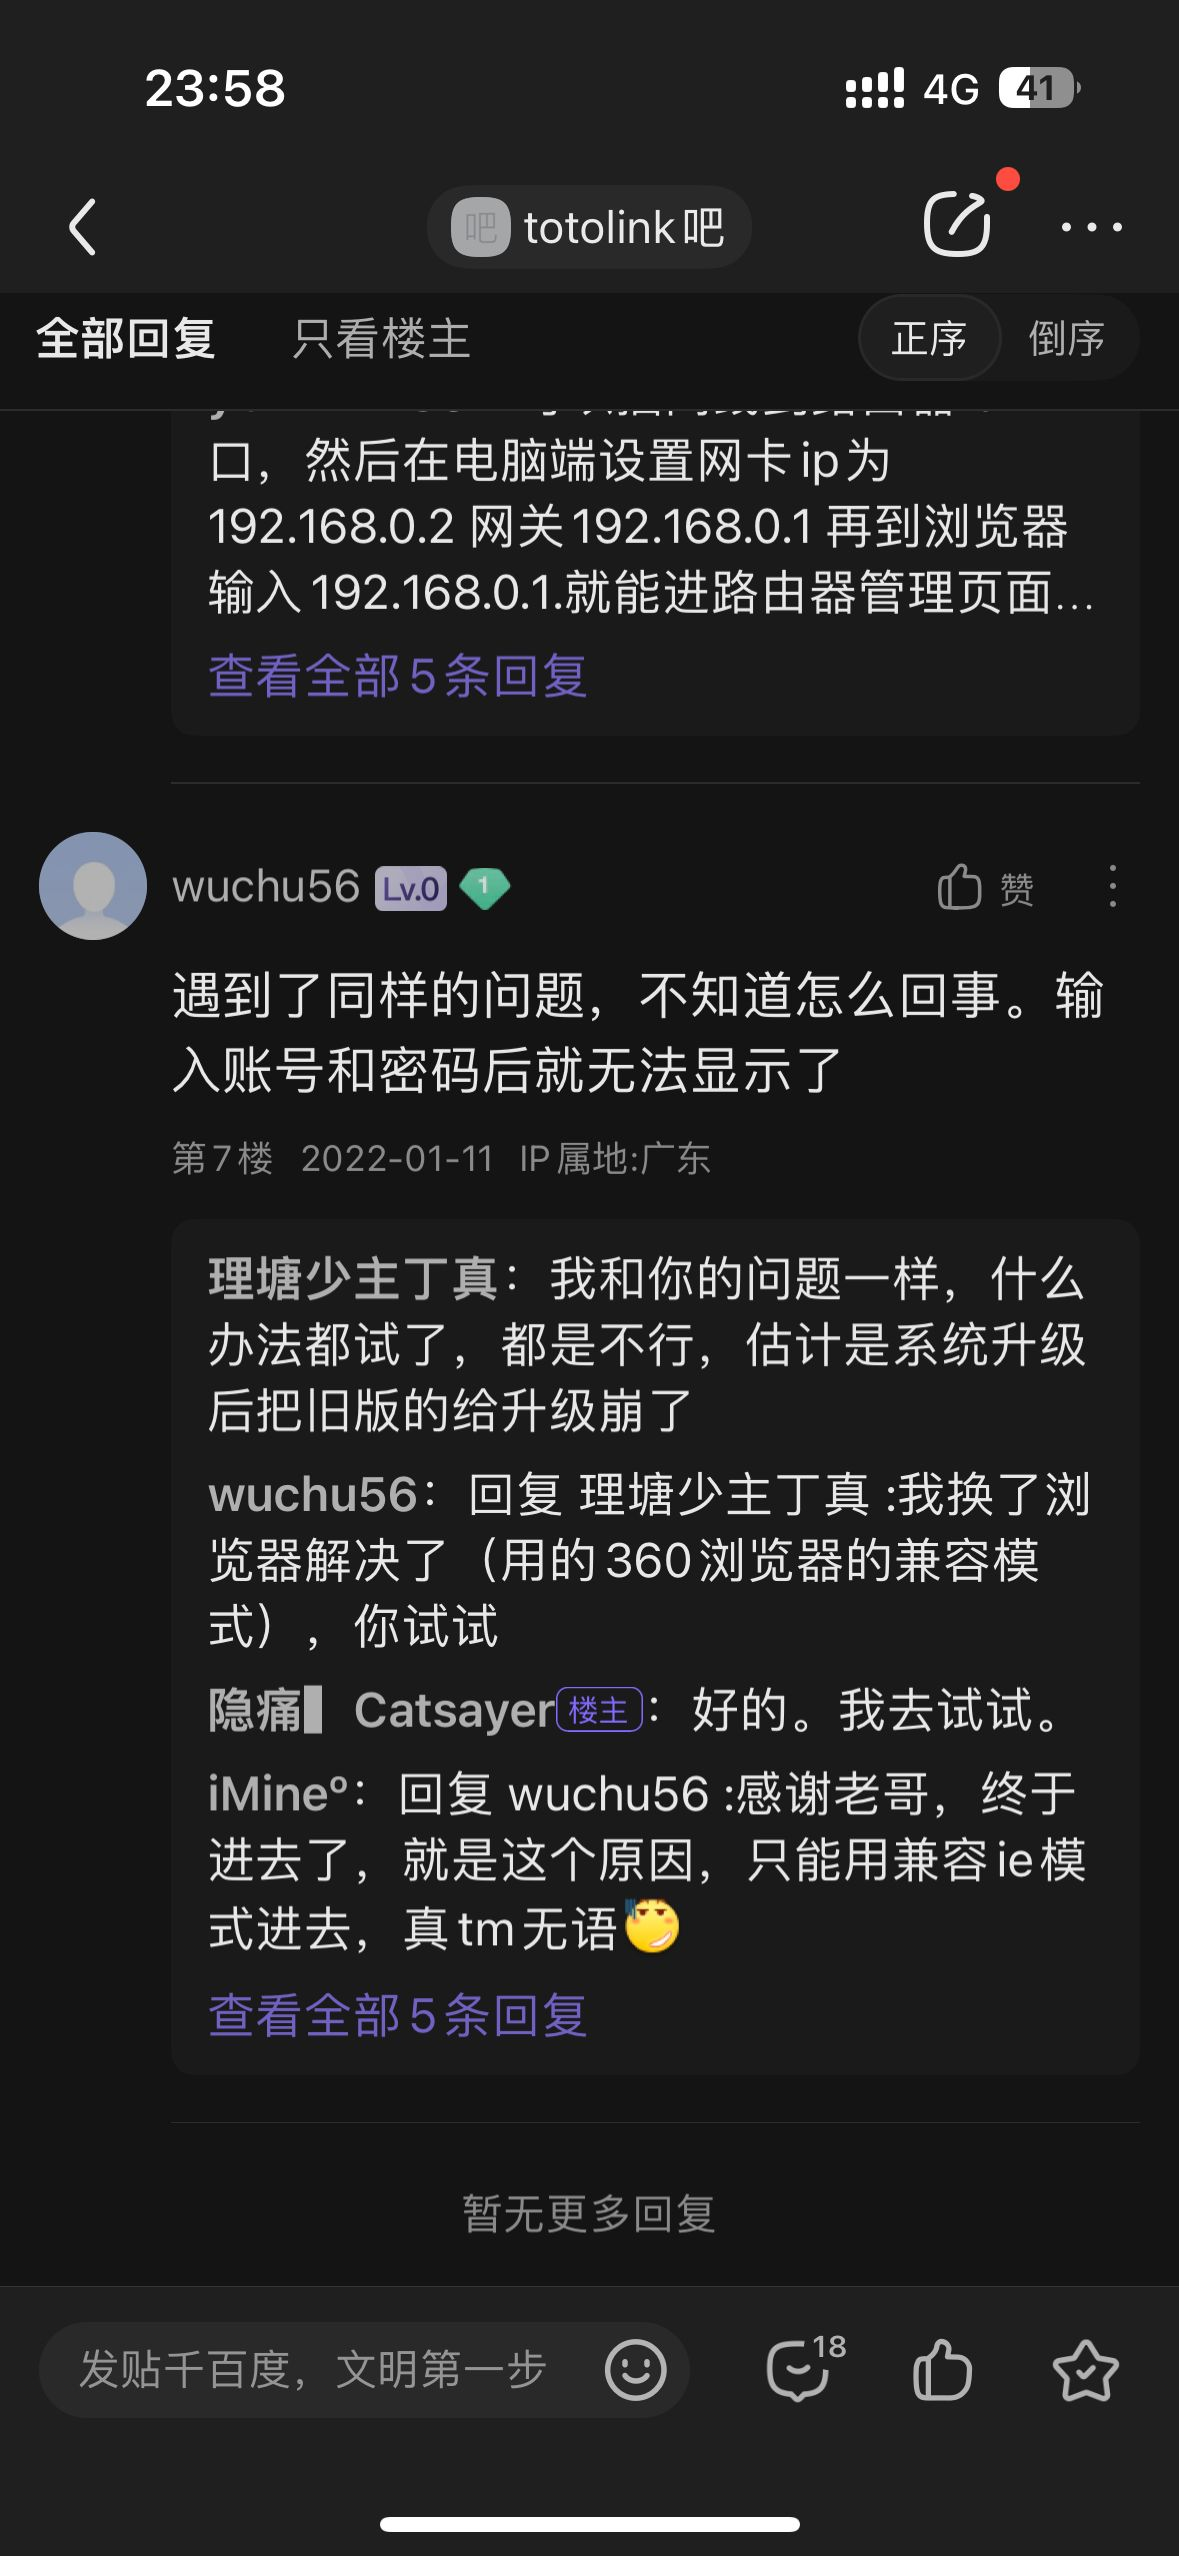 23:58
4G
41
吧 totolink吧
全部回复 只看楼主
正序 倒序
口，然后在电脑端设置网卡ip为
192.168.0.2 网关192.168.0.1 再到浏览器
输入192.168.0.1.就能进路由器管理页面...
查看全部5条回复
wuchu56 Lv.0 1
赞
遇到了同样的问题，不知道怎么回事。输
入账号和密码后就无法显示了
第7楼 2022-01-11 IP属地:广东
理塘少主丁真：我和你的问题一样，什么
办法都试了，都是不行，估计是系统升级
后把旧版的给升级崩了
wuchu56：回复 理塘少主丁真 :我换了浏
览器解决了（用的360浏览器的兼容模
式），你试试
隐痛▋ Catsayer 楼主：好的。我去试试。
iMineº：回复 wuchu56 :感谢老哥，终于
进去了，就是这个原因，只能用兼容ie模
式进去，真tm无语
查看全部5条回复
暂无更多回复
发贴千百度，文明第一步
18